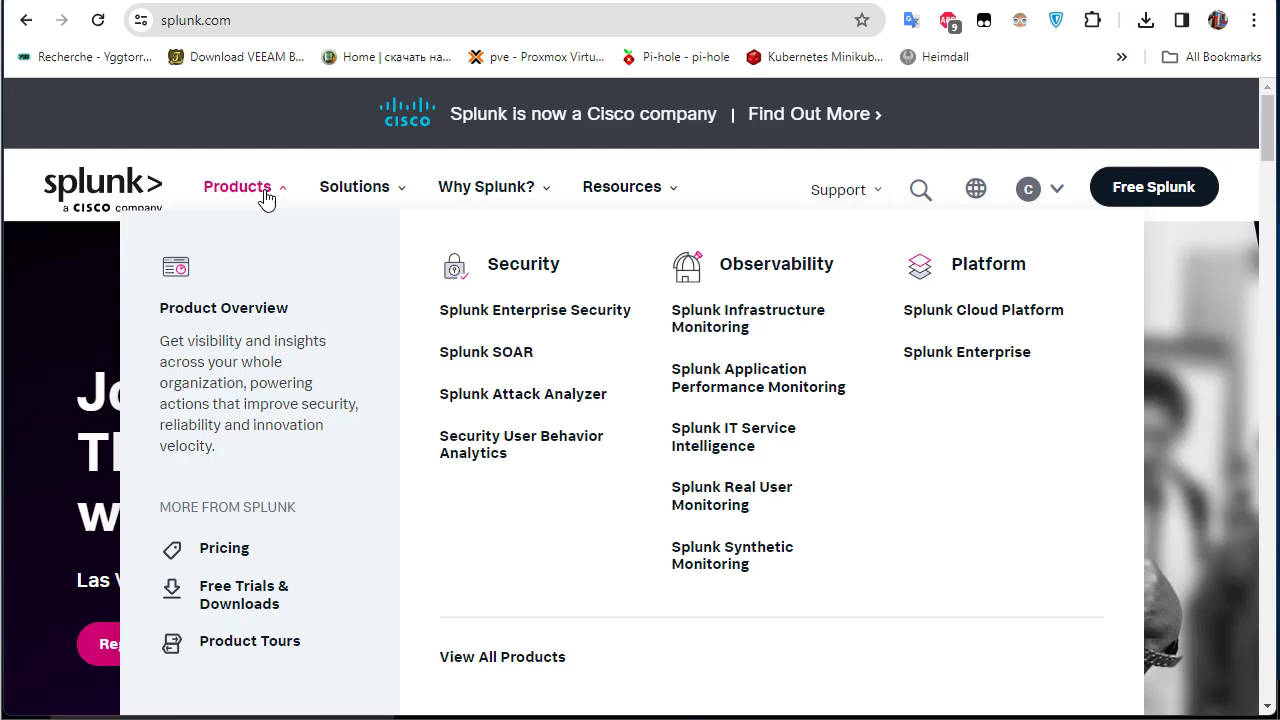 splunk.com
9
Recherche - Yggtorr...
Download VEEAM B...
Home | скачать на...
pve - Proxmox Virtu...
Pi-hole - pi-hole
Kubernetes Minikub...
Heimdall
»
All Bookmarks
CISCO
Splunk is now a Cisco company | Find Out More ›
splunk>
a CISCO company
Products
Solutions
Why Splunk?
Resources
Support
C
Free Splunk
Product Overview
Get visibility and insights
across your whole
organization, powering
actions that improve security,
reliability and innovation
velocity.
MORE FROM SPLUNK
Pricing
Free Trials &
Downloads
Product Tours
Security
Splunk Enterprise Security
Splunk SOAR
Splunk Attack Analyzer
Security User Behavior
Analytics
Observability
Splunk Infrastructure
Monitoring
Splunk Application
Performance Monitoring
Splunk IT Service
Intelligence
Splunk Real User
Monitoring
Splunk Synthetic
Monitoring
Platform
Splunk Cloud Platform
Splunk Enterprise
View All Products
Las